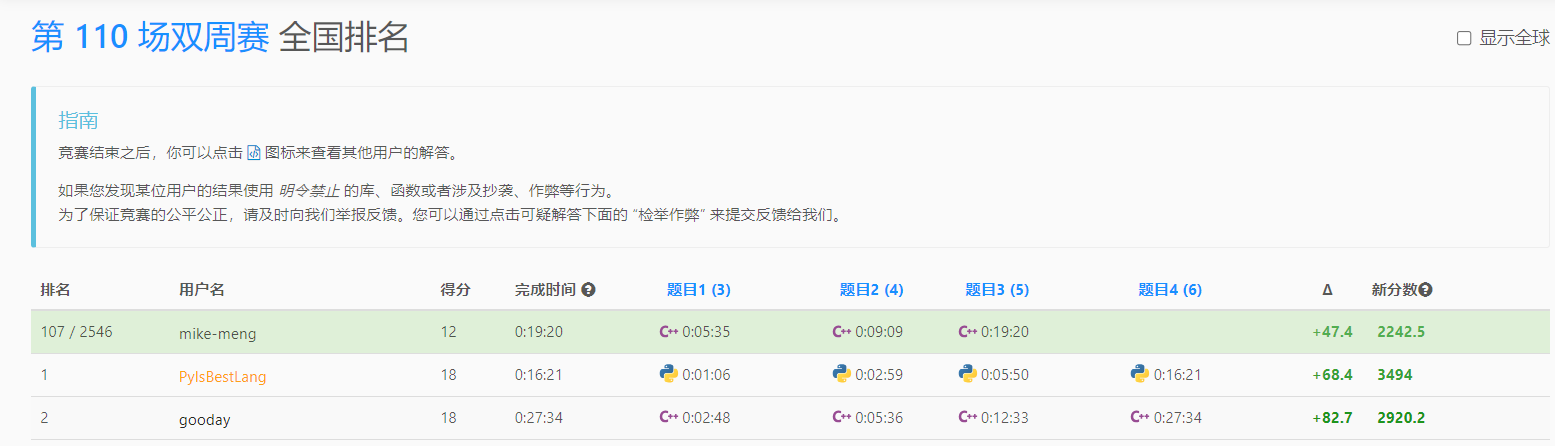 第 110 场双周赛 全国排名
显示全球
指南
竞赛结束之后，你可以点击 图标来查看其他用户的解答。
如果您发现某位用户的结果使用 明令禁止 的库、函数或者涉及抄袭、作弊等行为。
为了保证竞赛的公平公正，请及时向我们举报反馈。您可以通过点击可疑解答下面的 “检举作弊” 来提交反馈给我们。
排名 用户名 得分 完成时间 ? 题目1 (3) 题目2 (4) 题目3 (5) 题目4 (6) Δ 新分数?
107 / 2546 mike-meng 12 0:19:20 C++ 0:05:35 C++ 0:09:09 C++ 0:19:20 +47.4 2242.5
1 PyIsBestLang 18 0:16:21 0:01:06 0:02:59 0:05:50 0:16:21 +68.4 3494
2 gooday 18 0:27:34 C++ 0:02:48 C++ 0:05:36 C++ 0:12:33 C++ 0:27:34 +82.7 2920.2